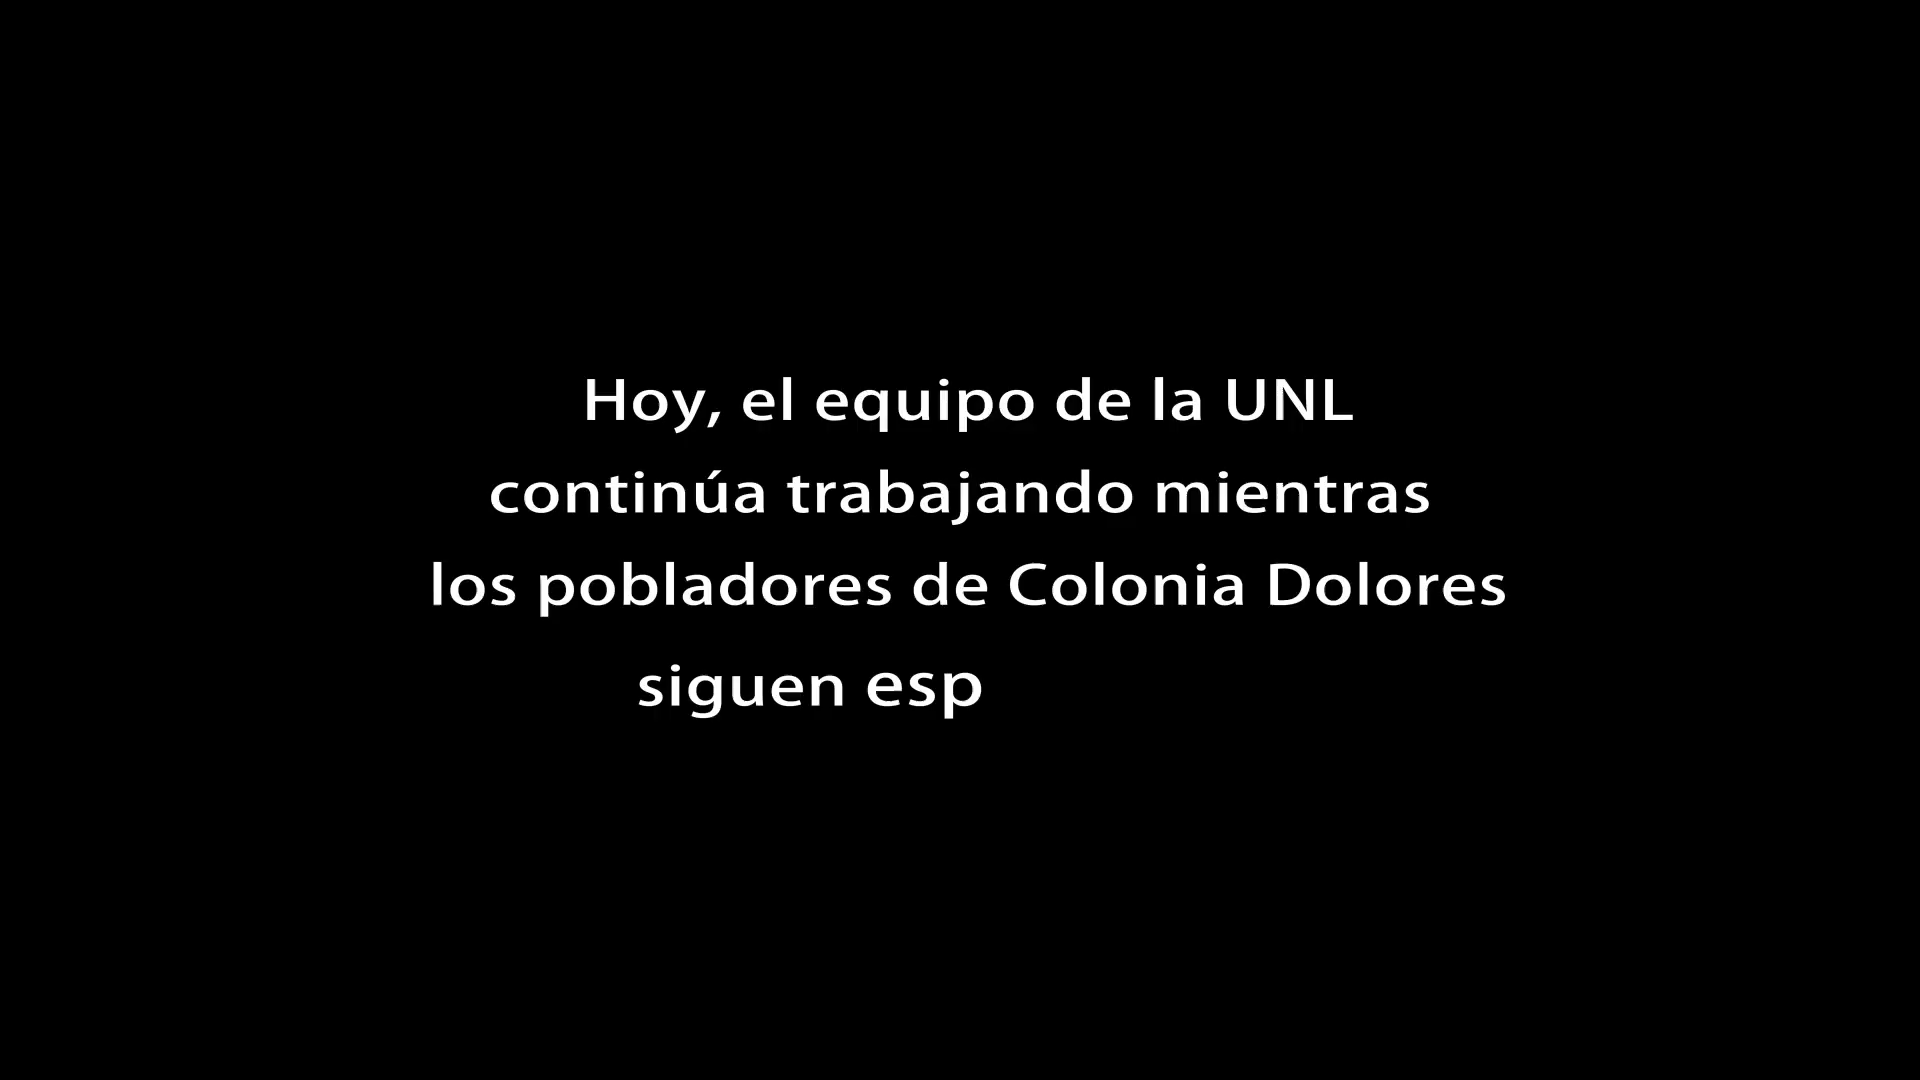 Hoy, el equipo de la UNL
continúa trabajando mientras
los pobladores de Colonia Dolores
siguen esp